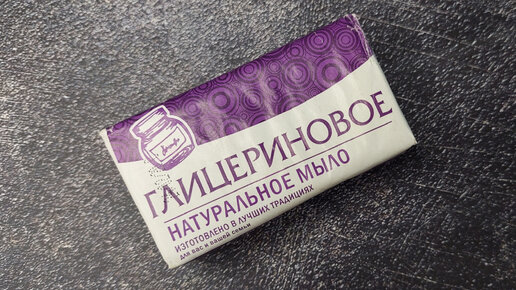 ГЛИЦЕРИНОВОЕ
НАТУРАЛЬНОЕ МЫЛО
ИЗГОТОВЛЕНО В ЛУЧШИХ ТРАДИЦИЯХ
для вас и вашей семьи